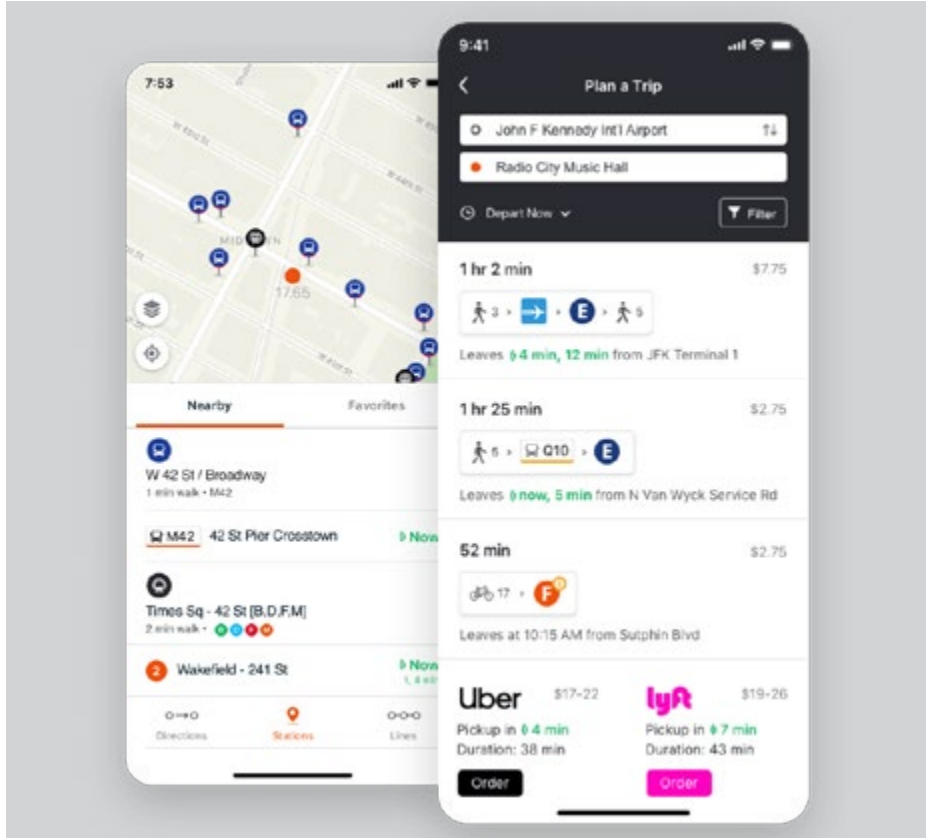 7:53
W 44th St
MIDTOWN
17.65
Nearby
Favorites
W 42 St / Broadway
1 min walk • M42
M42 42 St Pier Crosstown Now
Times Sq - 42 St [B,D,F,M]
2 min walk •
2 Wakefield - 241 St Now
Directions
Stations
Lines
9:41
Plan a Trip
John F Kennedy Int'l Airport
Radio City Music Hall
Depart Now
Filter
1 hr 2 min $7.75
3 E 5
Leaves 4 min, 12 min from JFK Terminal 1
1 hr 25 min $2.75
5 Q10 E
Leaves now, 5 min from N Van Wyck Service Rd
52 min $2.75
17 F
Leaves at 10:15 AM from Sutphin Blvd
Uber $17-22
Pickup in 4 min
Duration: 38 min
Order
lyft $19-26
Pickup in 7 min
Duration: 43 min
Order